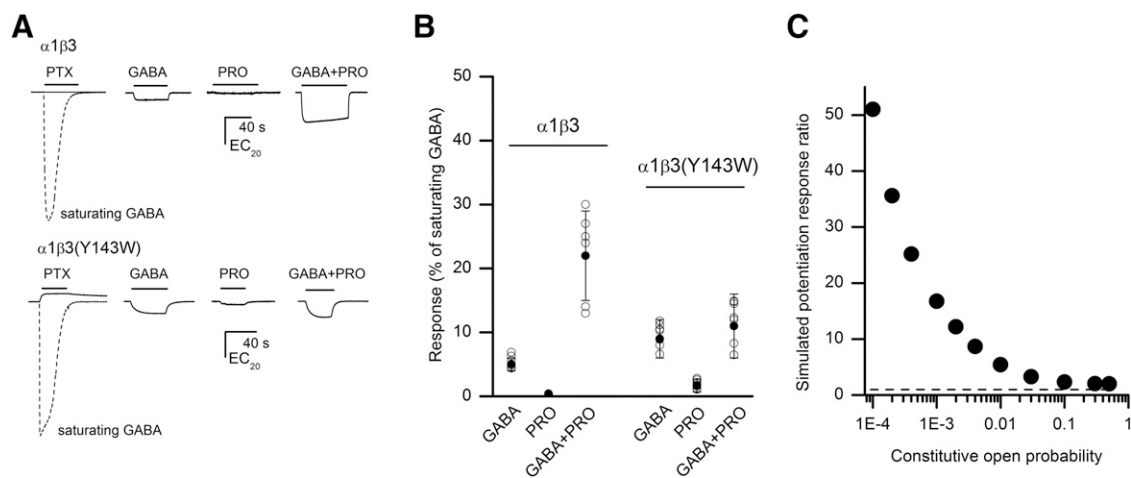 A
α1β3
PTX GABA PRO GABA+PRO
40 s
EC20
saturating GABA
α1β3(Y143W)
PTX GABA PRO GABA+PRO
40 s
EC20
saturating GABA
B
Response (% of saturating GABA)
50
40
30
20
10
0
α1β3
α1β3(Y143W)
GABA PRO GABA+PRO GABA PRO GABA+PRO
C
Simulated potentiation response ratio
50
40
30
20
10
0
1E-4 1E-3 0.01 0.1 1
Constitutive open probability